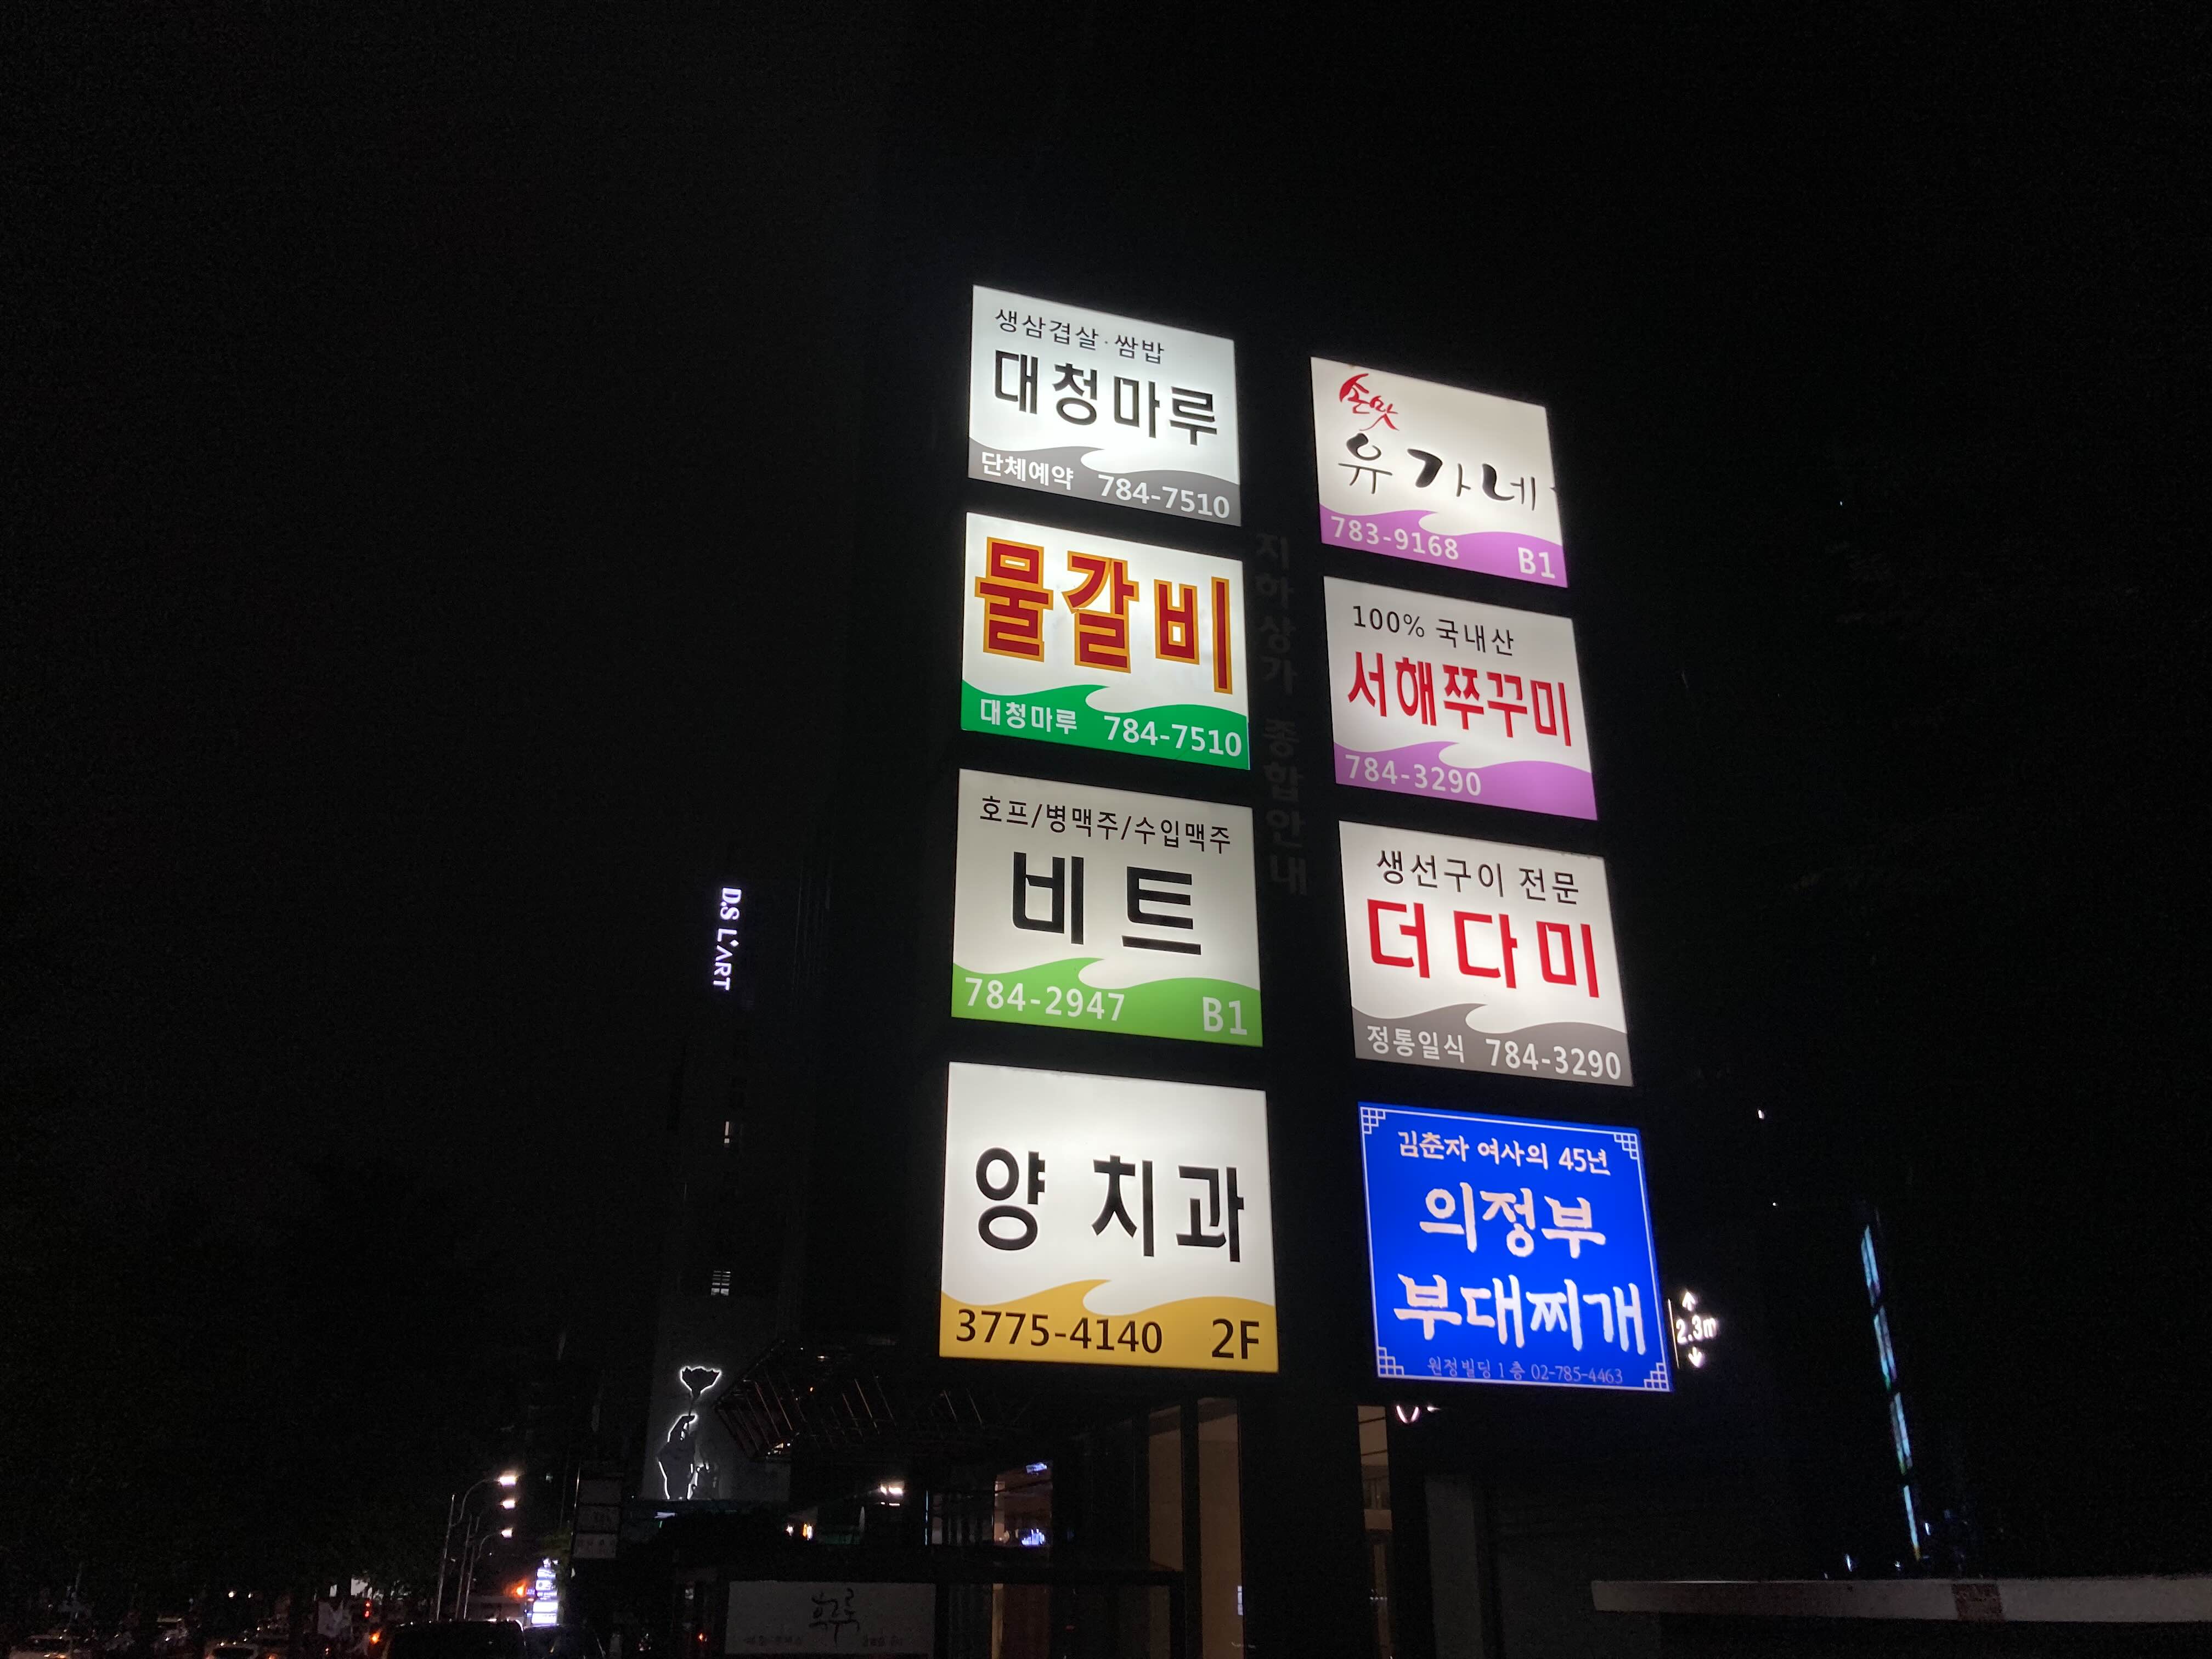 생삼겹살·쌈밥
대청마루
단체예약 784-7510
물갈비
대청마루 784-7510
호프/병맥주/수입맥주
비트
784-2947 B1
양 치과
3775-4140 2F
지하상가 종합안내
손맛
유가네
783-9168 B1
100% 국내산
서해쭈꾸미
784-3290
생선구이 전문
더다미
정통일식 784-3290
김춘자 여사의 45년
의정부
부대찌개
원정빌딩 1층 02-785-4463
2.3m
D.S L'ART